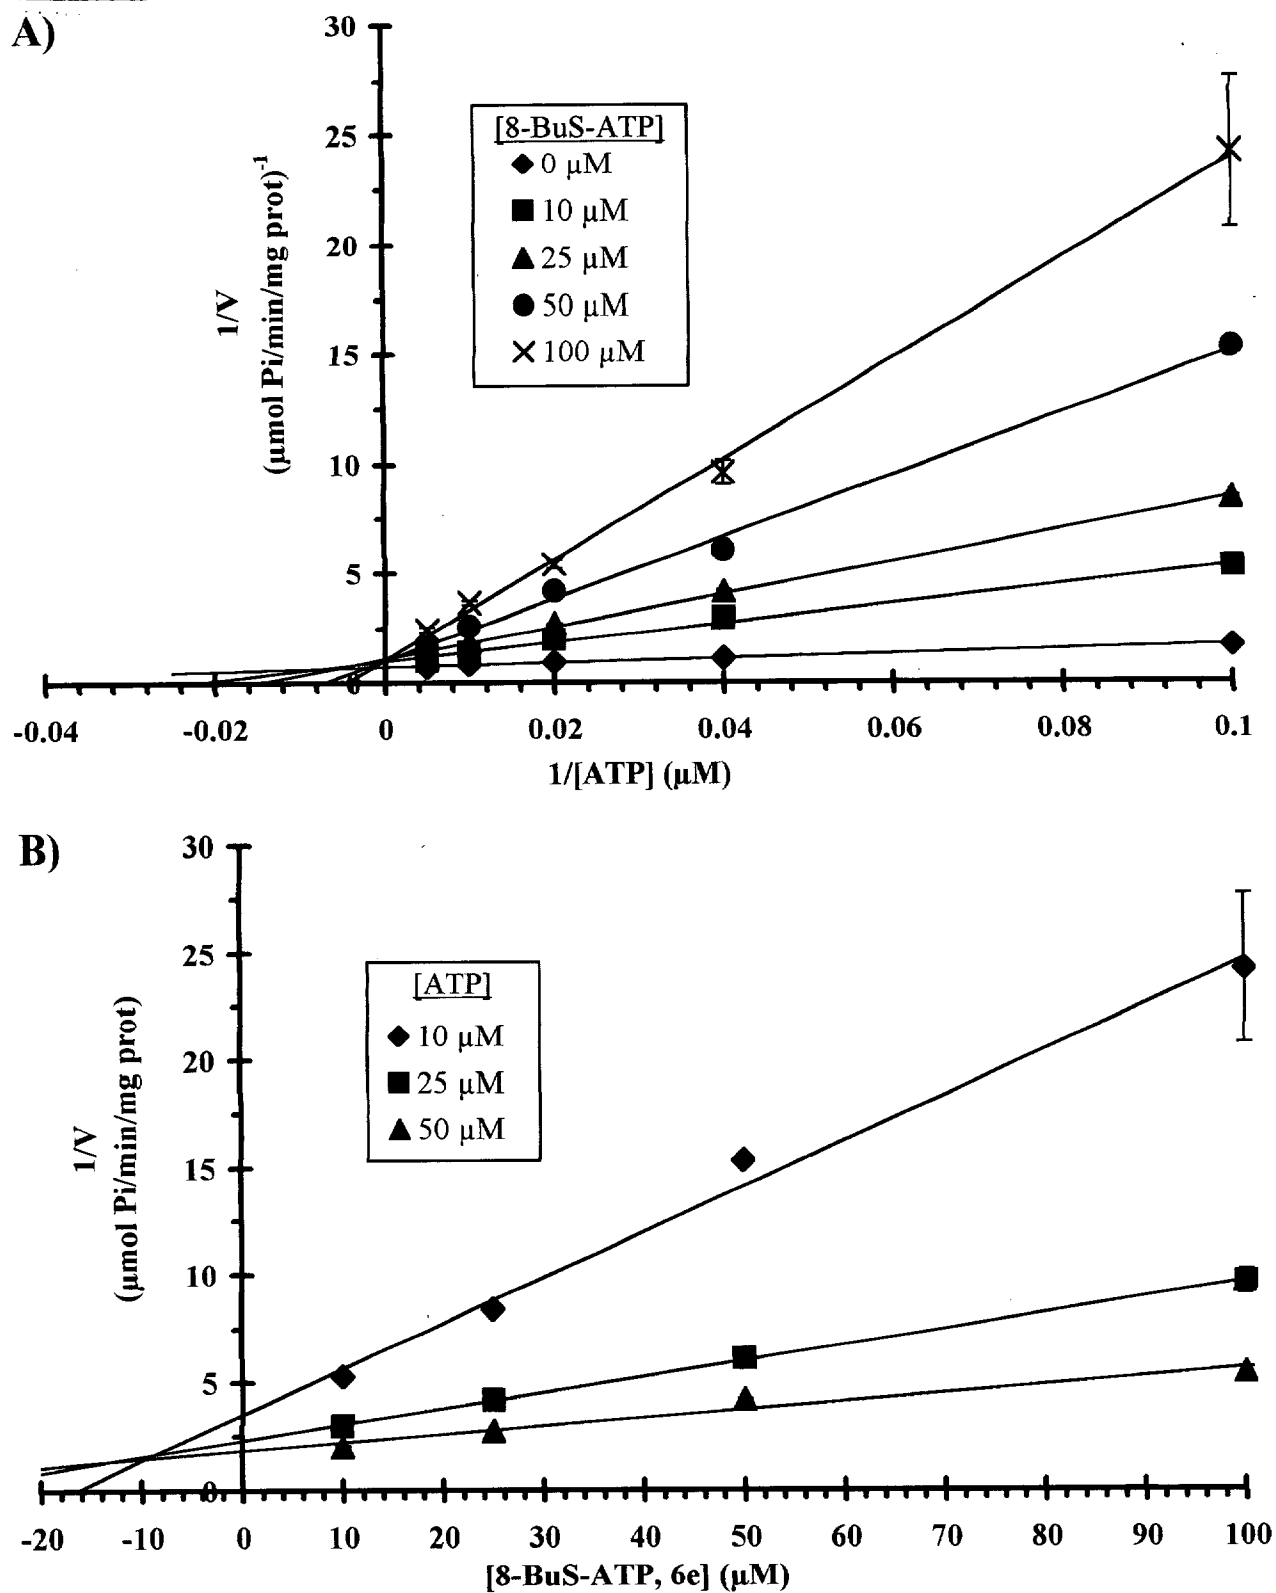 A)
30
25
20
15
10
5
1/V
(μmol Pi/min/mg prot)⁻¹
[8-BuS-ATP]
0 μM
10 μM
25 μM
50 μM
100 μM
-0.04 -0.02 0 0.02 0.04 0.06 0.08 0.1
1/[ATP] (μM)
B)
30
25
20
15
10
5
0
1/V
(μmol Pi/min/mg prot)
[ATP]
10 μM
25 μM
50 μM
-20 -10 0 10 20 30 40 50 60 70 80 90 100
[8-BuS-ATP, 6e] (μM)